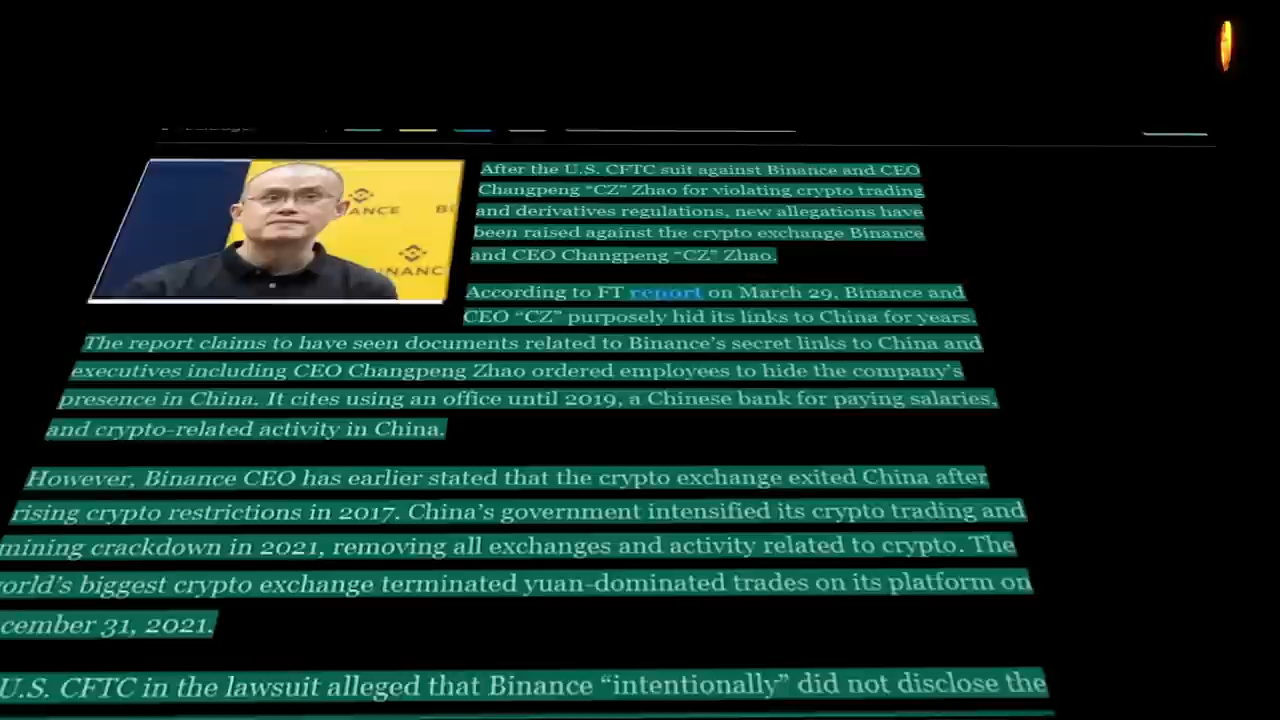 ANCE
BI
INANC
After the U.S. CFTC suit against Binance and CEO
Changpeng “CZ” Zhao for violating crypto trading
and derivatives regulations, new allegations have
been raised against the crypto exchange Binance
and CEO Changpeng “CZ” Zhao.
According to FT report on March 29, Binance and
CEO “CZ” purposely hid its links to China for years.
The report claims to have seen documents related to Binance’s secret links to China and
executives including CEO Changpeng Zhao ordered employees to hide the company’s
presence in China. It cites using an office until 2019, a Chinese bank for paying salaries,
and crypto-related activity in China.
However, Binance CEO has earlier stated that the crypto exchange exited China after
rising crypto restrictions in 2017. China’s government intensified its crypto trading and
mining crackdown in 2021, removing all exchanges and activity related to crypto. The
orld’s biggest crypto exchange terminated yuan-dominated trades on its platform on
cember 31, 2021.
U.S. CFTC in the lawsuit alleged that Binance “intentionally” did not disclose the